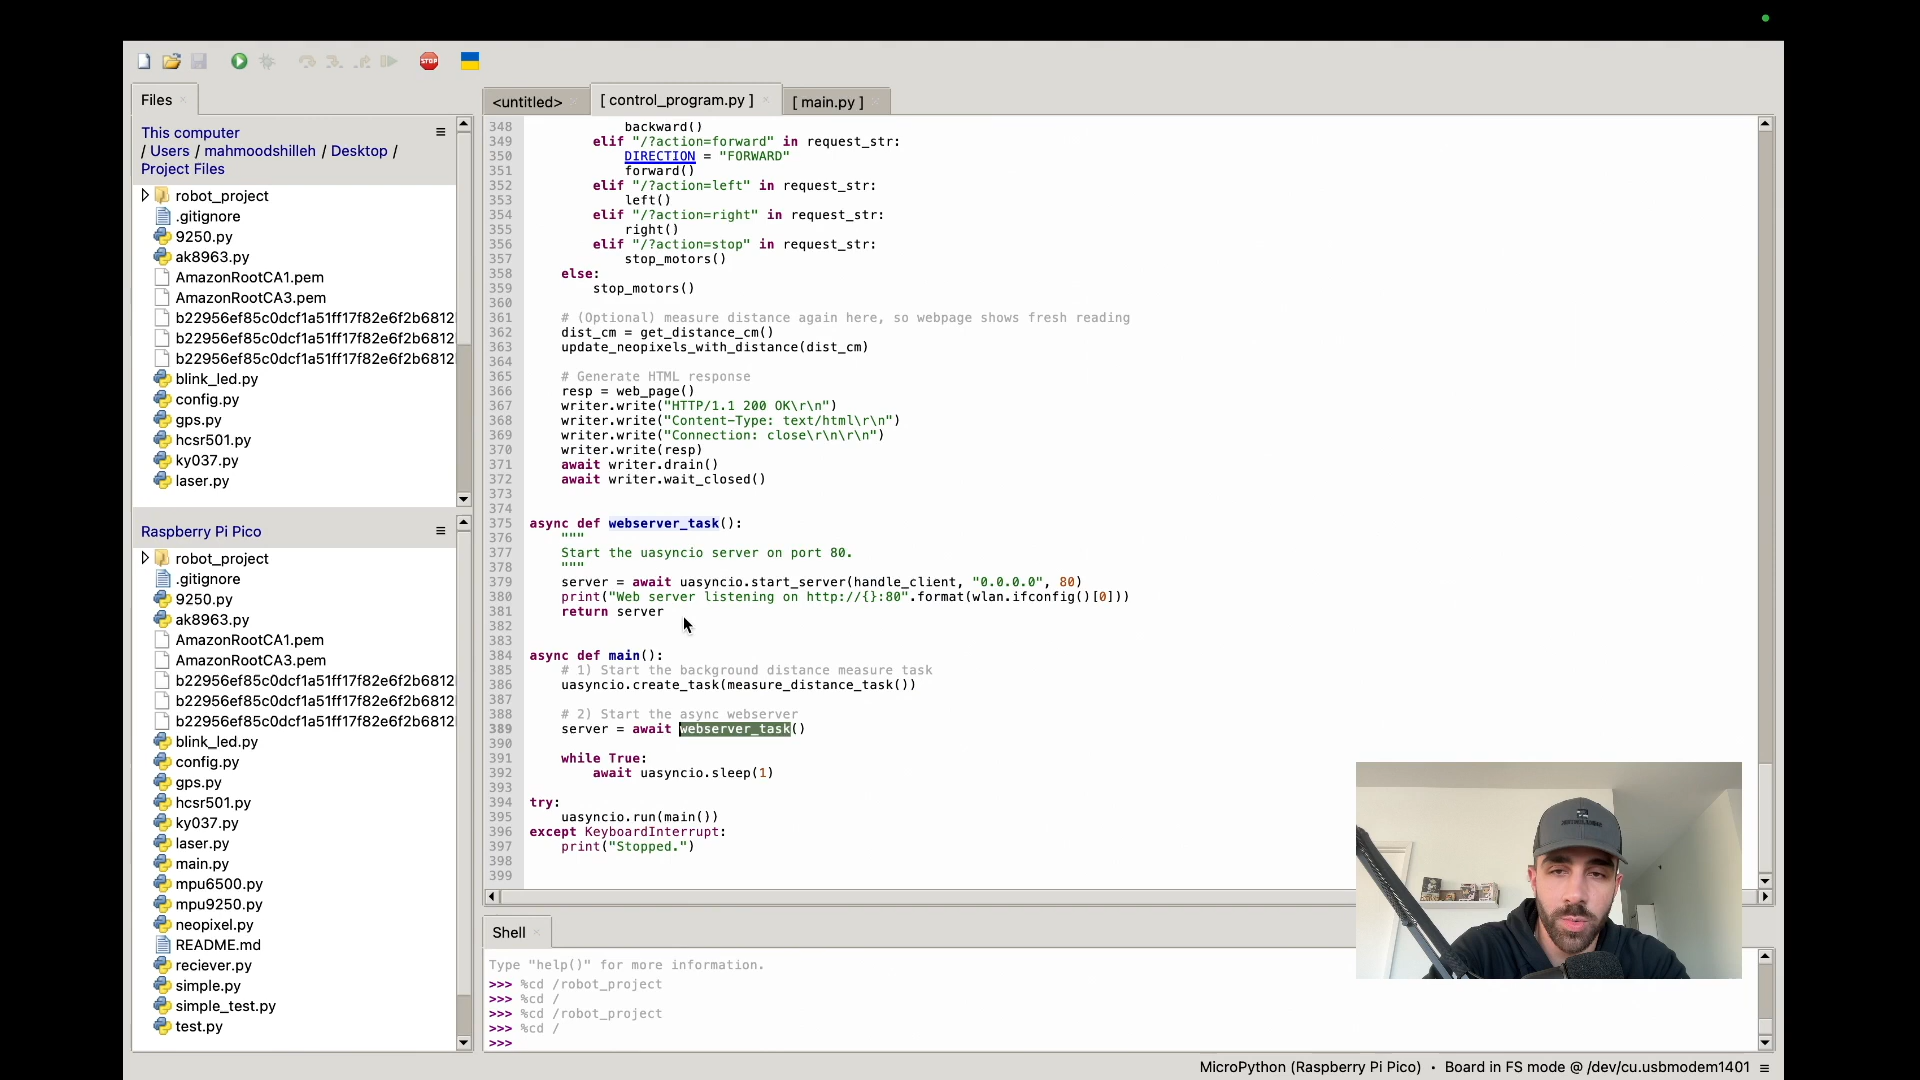 STOP
Files
This computer
/ Users / mahmoodshilleh / Desktop /
Project Files
robot_project
.gitignore
9250.py
ak8963.py
AmazonRootCA1.pem
AmazonRootCA3.pem
b22956ef85c0dcf1a51ff17f82e6f2b6812
b22956ef85c0dcf1a51ff17f82e6f2b6812
b22956ef85c0dcf1a51ff17f82e6f2b6812
blink_led.py
config.py
gps.py
hcsr501.py
ky037.py
laser.py
Raspberry Pi Pico
robot_project
.gitignore
9250.py
ak8963.py
AmazonRootCA1.pem
AmazonRootCA3.pem
b22956ef85c0dcf1a51ff17f82e6f2b6812
b22956ef85c0dcf1a51ff17f82e6f2b6812
b22956ef85c0dcf1a51ff17f82e6f2b6812
blink_led.py
config.py
gps.py
hcsr501.py
ky037.py
laser.py
main.py
mpu6500.py
mpu9250.py
neopixel.py
README.md
reciever.py
simple.py
simple_test.py
test.py
<untitled> [ control_program.py ] [ main.py ]
348 backward()
349 elif "/?action=forward" in request_str:
350 DIRECTION = "FORWARD"
351 forward()
352 elif "/?action=left" in request_str:
353 left()
354 elif "/?action=right" in request_str:
355 right()
356 elif "/?action=stop" in request_str:
357 stop_motors()
358 else:
359 stop_motors()
360
361 # (Optional) measure distance again here, so webpage shows fresh reading
362 dist_cm = get_distance_cm()
363 update_neopixels_with_distance(dist_cm)
364
365 # Generate HTML response
366 resp = web_page()
367 writer.write("HTTP/1.1 200 OK\r\n")
368 writer.write("Content-Type: text/html\r\n")
369 writer.write("Connection: close\r\n\r\n")
370 writer.write(resp)
371 await writer.drain()
372 await writer.wait_closed()
373
374
375 async def webserver_task():
376 """
377 Start the uasyncio server on port 80.
378 """
379 server = await uasyncio.start_server(handle_client, "0.0.0.0", 80)
380 print("Web server listening on http://{}:80".format(wlan.ifconfig()[0]))
381 return server
382
383
384 async def main():
385 # 1) Start the background distance measure task
386 uasyncio.create_task(measure_distance_task())
387
388 # 2) Start the async webserver
389 server = await webserver_task()
390
391 while True:
392 await uasyncio.sleep(1)
393
394 try:
395 uasyncio.run(main())
396 except KeyboardInterrupt:
397 print("Stopped.")
398
399
Shell
Type "help()" for more information.
>>> %cd /robot_project
>>> %cd /
>>> %cd /robot_project
>>> %cd /
>>>
MicroPython (Raspberry Pi Pico) • Board in FS mode @ /dev/cu.usbmodem1401